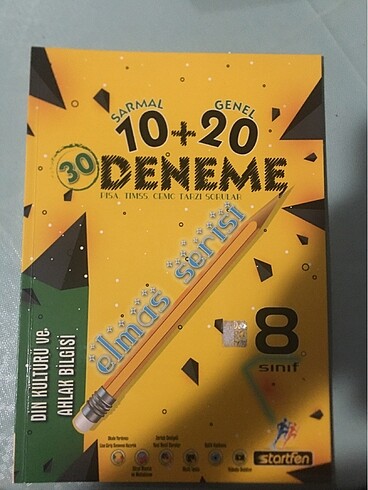 SARMAL GENEL
10+20
30 DENEME
PISA, TIMSS, CEMC TARZI SORULAR
elmas serisi
DİN KÜLTÜRÜ ve
AHLAK BİLGİSİ
8
sınıf
startfen